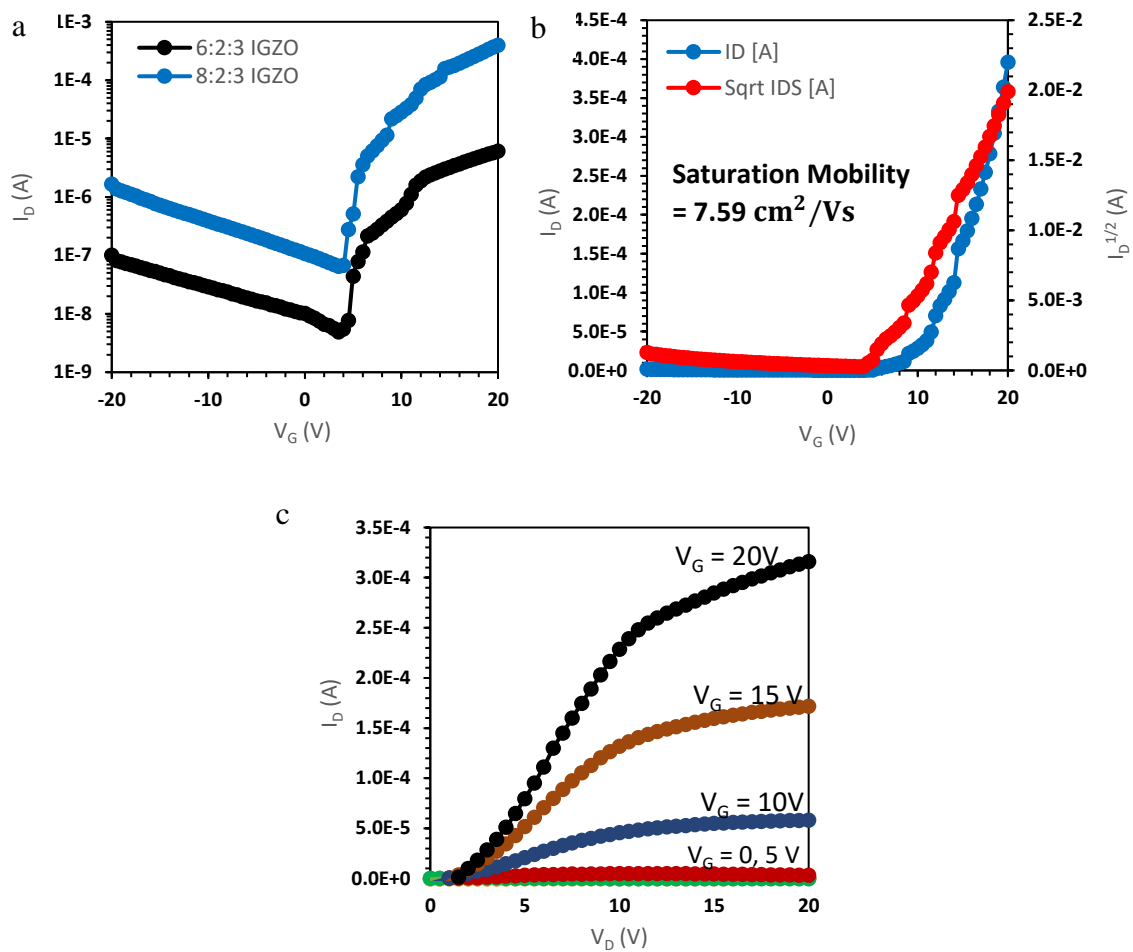 a
1E-3
1E-4
1E-5
1E-6
1E-7
1E-8
1E-9
I_D (A)
6:2:3 IGZO
8:2:3 IGZO
-20
-10
0
10
20
V_G (V)
b
4.5E-4
4.0E-4
3.5E-4
3.0E-4
2.5E-4
2.0E-4
1.5E-4
1.0E-4
5.0E-5
0.0E+0
I_D (A)
ID [A]
Sqrt IDS [A]
Saturation Mobility
= 7.59 cm²/Vs
2.5E-2
2.0E-2
1.5E-2
1.0E-2
5.0E-3
0.0E+0
I_D^1/2 (A)
-20
-10
0
10
20
V_G (V)
c
3.5E-4
3.0E-4
2.5E-4
2.0E-4
1.5E-4
1.0E-4
5.0E-5
0.0E+0
I_D (A)
V_G = 20V
V_G = 15 V
V_G = 10V
V_G = 0, 5 V
0
5
10
15
20
V_D (V)